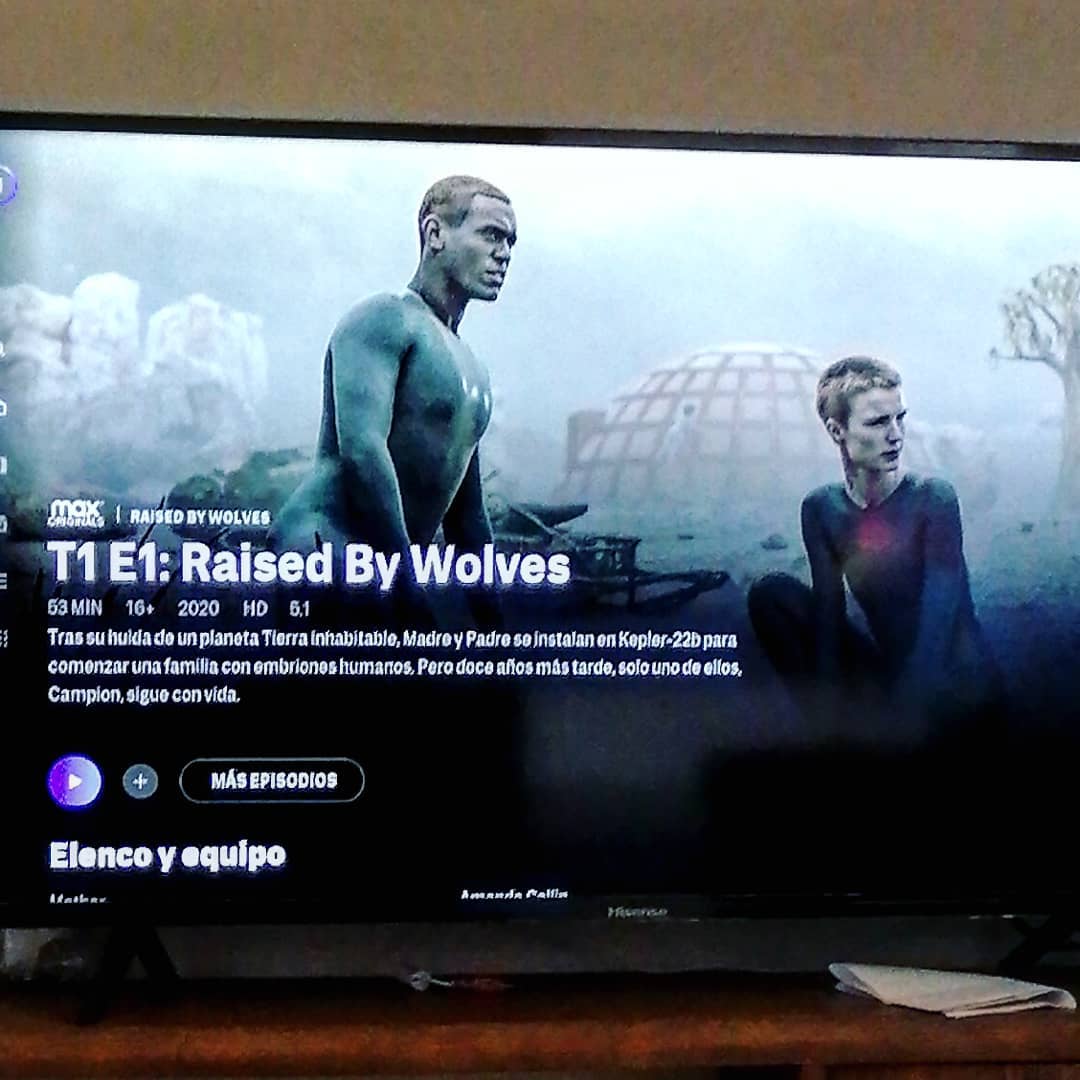 max
ORIGINALS
RAISED BY WOLVES
T1 E1: Raised By Wolves
53 MIN 16+ 2020 HD 5.1
Tras su huida de un planeta Tierra inhabitable, Madre y Padre se instalan en Kepler-22b para
comenzar una familia con embriones humanos. Pero doce años más tarde, solo uno de ellos,
Campion, sigue con vida.
MÁS EPISODIOS
Elenco y equipo
Mother
Amanda Collin
Hisense